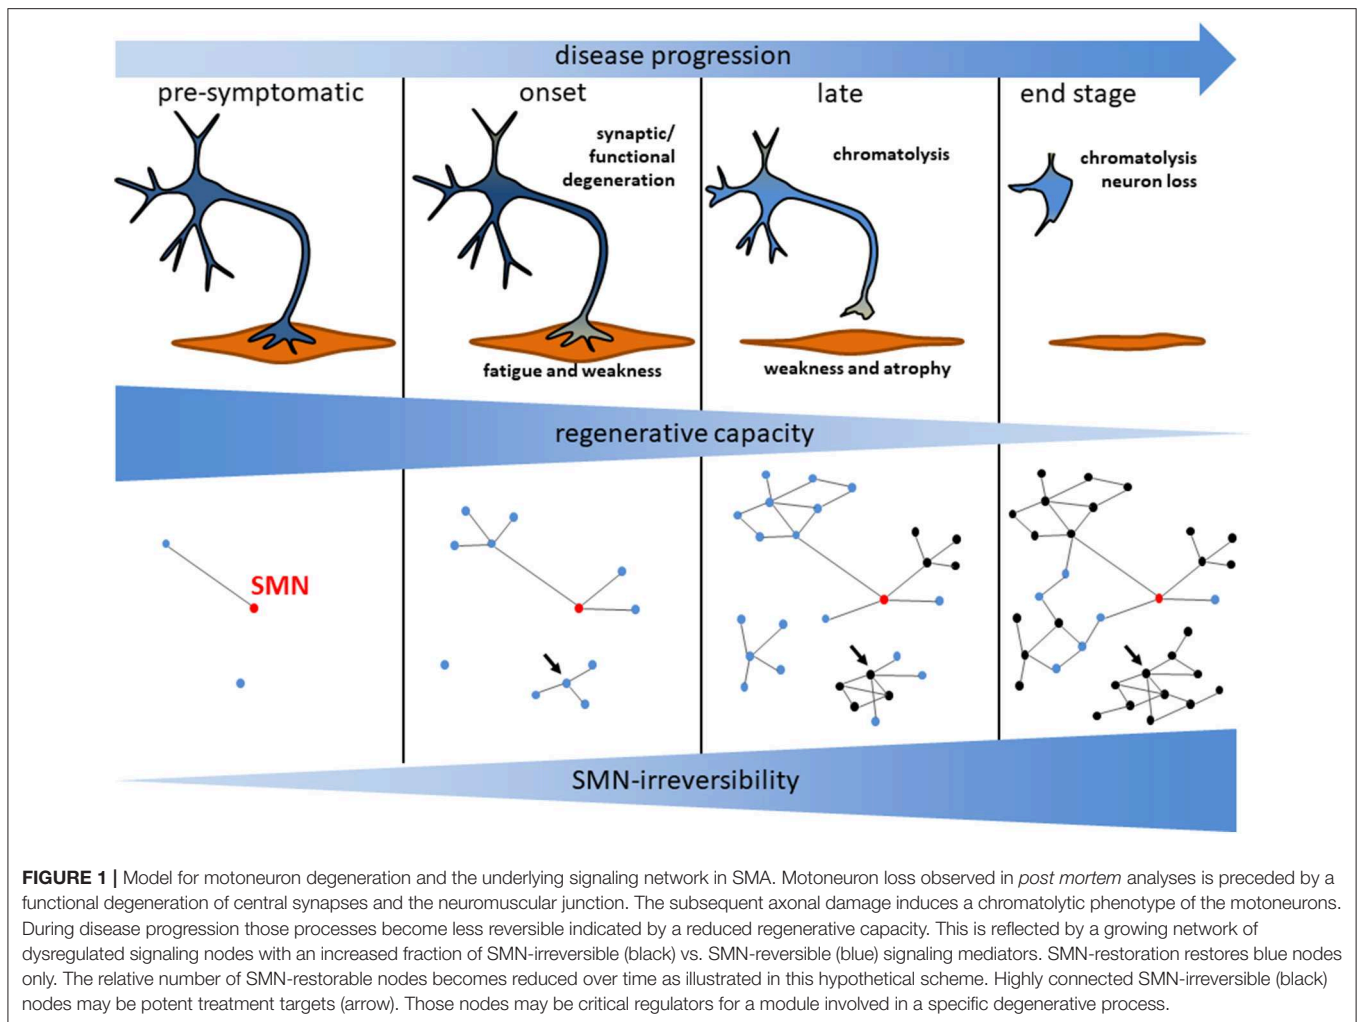 disease progression
pre-symptomatic
onset
late
end stage
synaptic/
functional
degeneration
chromatolysis
chromatolysis
neuron loss
fatigue and weakness
weakness and atrophy
regenerative capacity
SMN
SMN-irreversibility
FIGURE 1 | Model for motoneuron degeneration and the underlying signaling network in SMA. Motoneuron loss observed in post mortem analyses is preceded by a
functional degeneration of central synapses and the neuromuscular junction. The subsequent axonal damage induces a chromatolytic phenotype of the motoneurons.
During disease progression those processes become less reversible indicated by a reduced regenerative capacity. This is reflected by a growing network of
dysregulated signaling nodes with an increased fraction of SMN-irreversible (black) vs. SMN-reversible (blue) signaling mediators. SMN-restoration restores blue nodes
only. The relative number of SMN-restorable nodes becomes reduced over time as illustrated in this hypothetical scheme. Highly connected SMN-irreversible (black)
nodes may be potent treatment targets (arrow). Those nodes may be critical regulators for a module involved in a specific degenerative process.